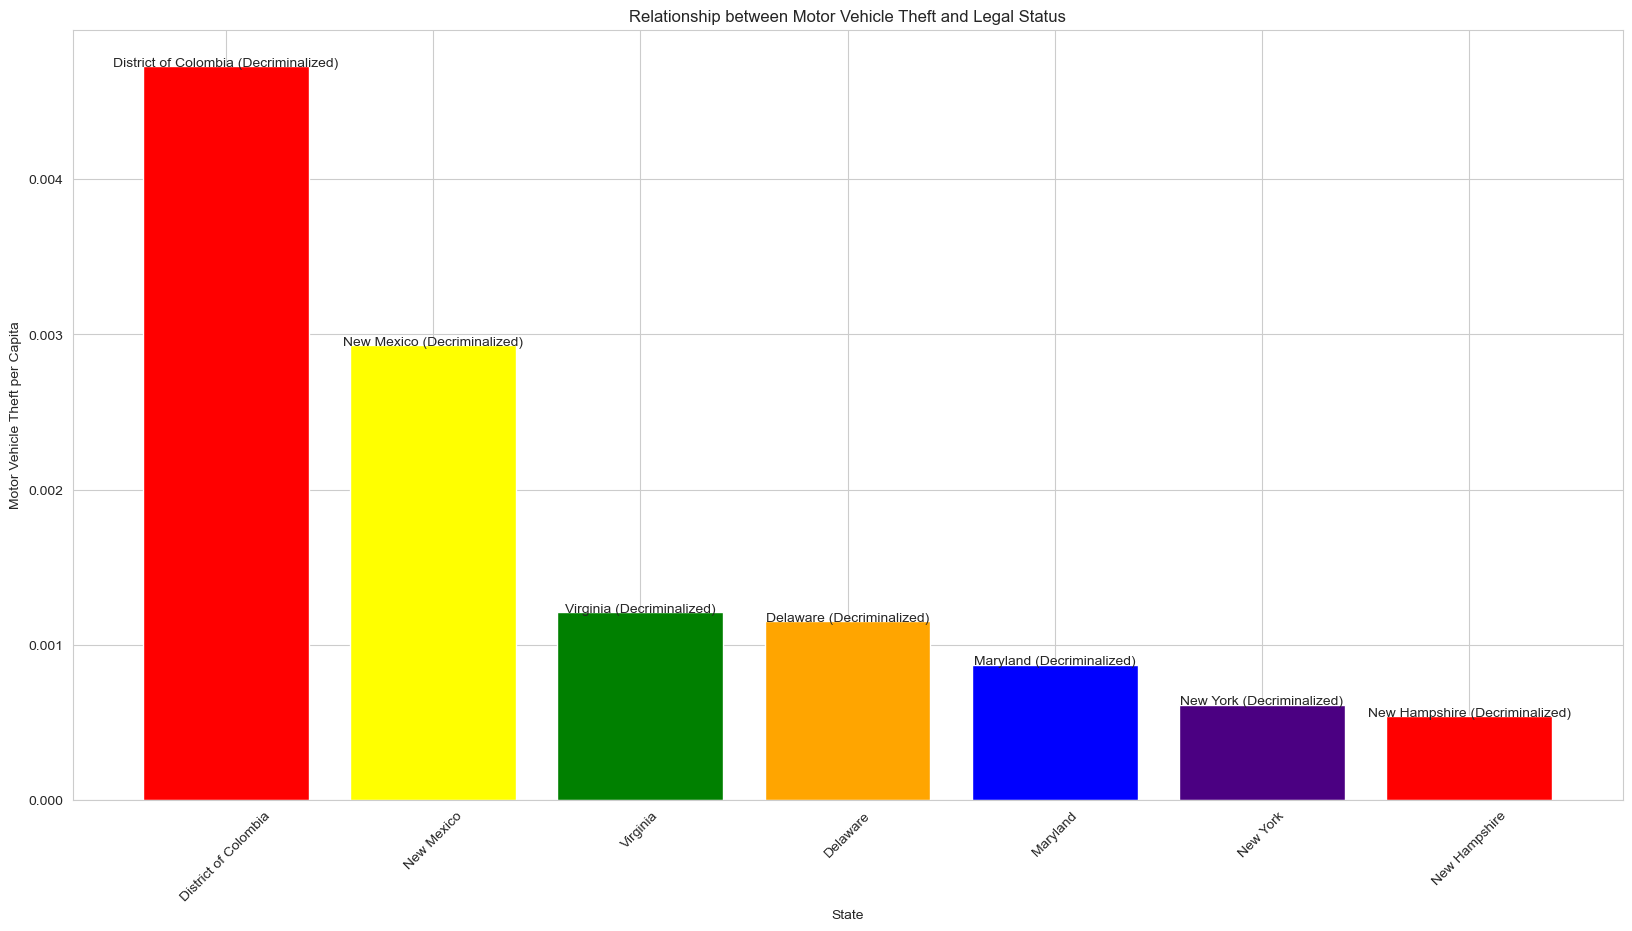 Relationship between Motor Vehicle Theft and Legal Status
Motor Vehicle Theft per Capita
0.004
0.003
0.002
0.001
0.000
District of Colombia (Decriminalized)
New Mexico (Decriminalized)
Virginia (Decriminalized)
Delaware (Decriminalized)
Maryland (Decriminalized)
New York (Decriminalized)
New Hampshire (Decriminalized)
District of Colombia
New Mexico
Virginia
Delaware
Maryland
New York
New Hampshire
State